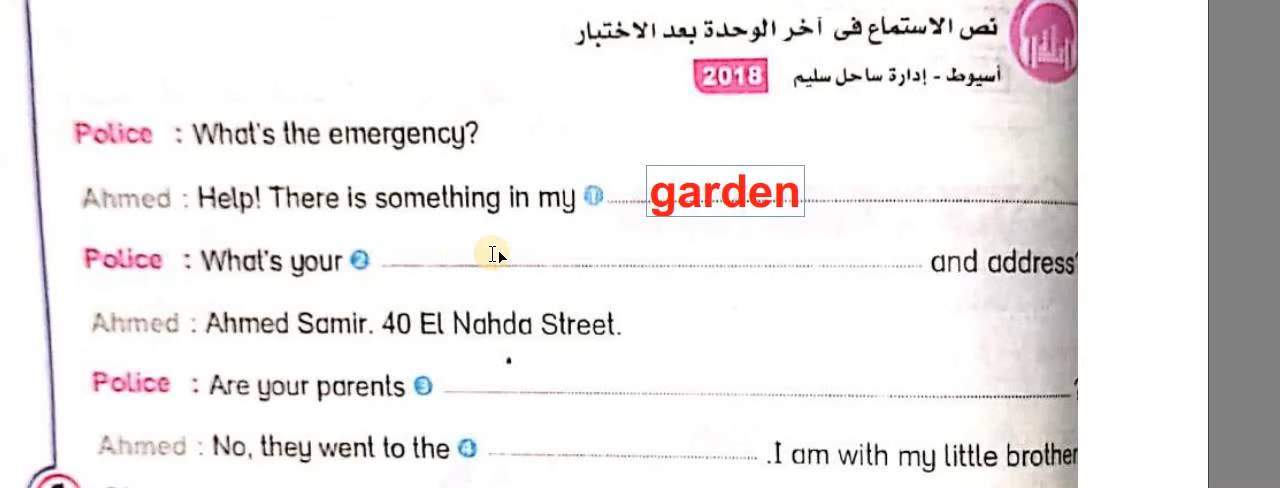 نص الاستماع فى آخر الوحدة بعد الاختبار
أسيوط - إدارة ساحل سليم 2018
Police : What's the emergency?
Ahmed : Help! There is something in my 1 garden
Police : What's your 2 and address?
Ahmed : Ahmed Samir. 40 El Nahda Street.
Police : Are your parents 3 ?
Ahmed : No, they went to the 4 .I am with my little brother